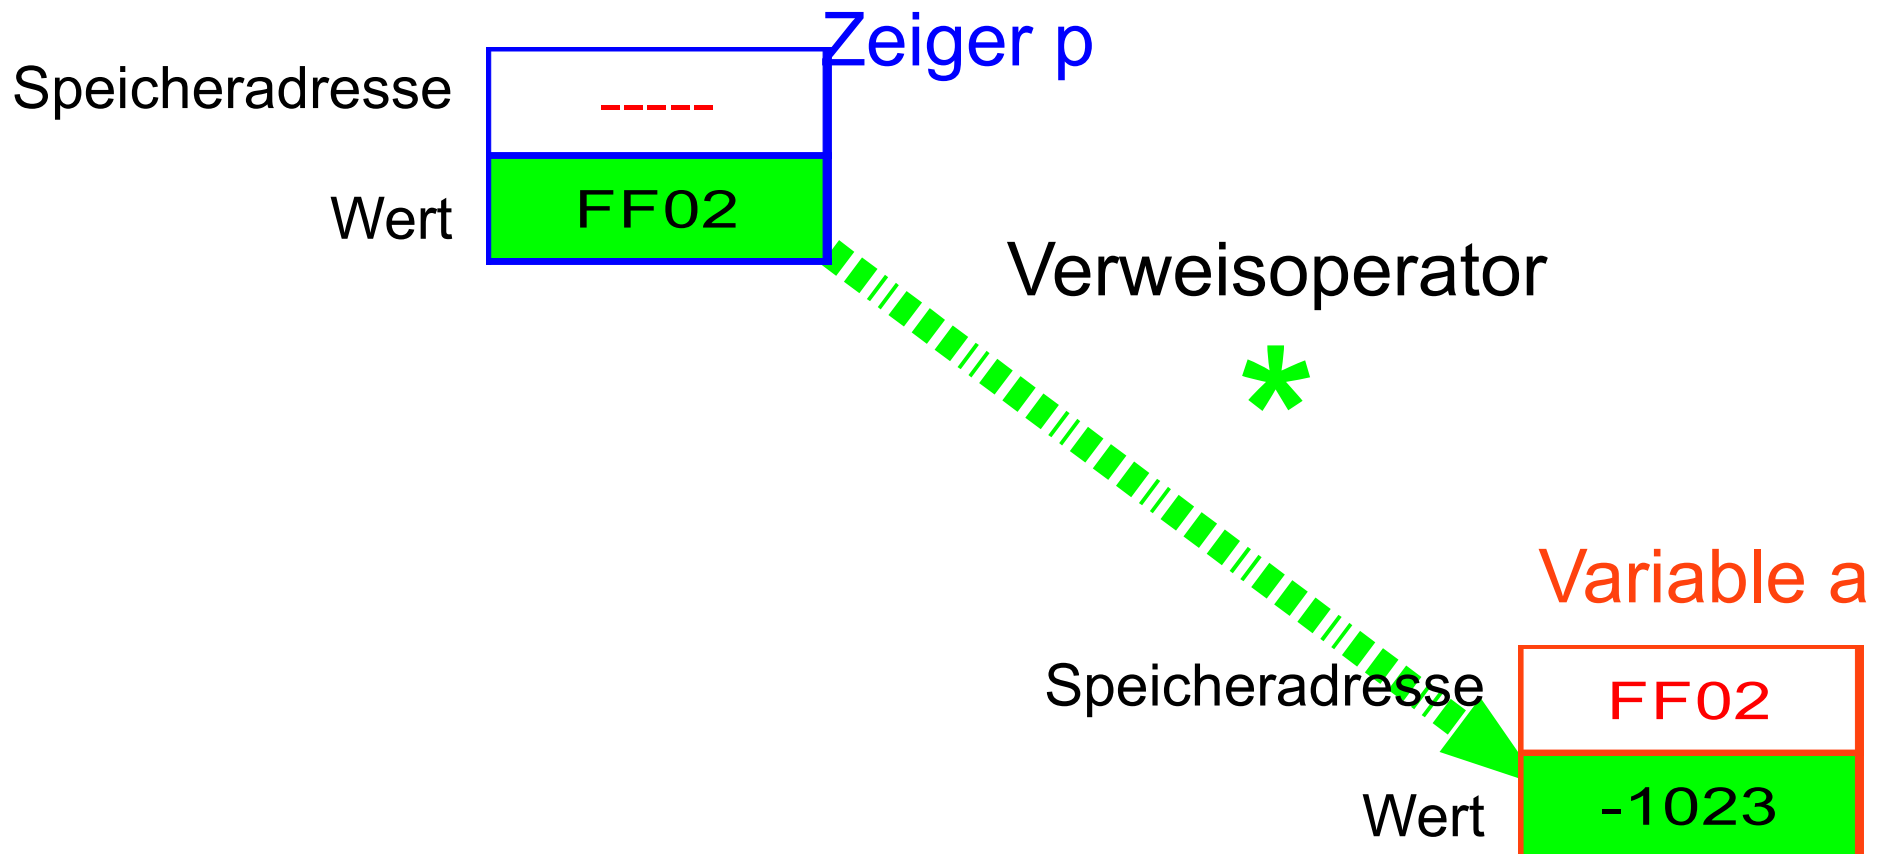 Zeiger p
Speicheradresse
-----
Wert
FF02
Verweisoperator
*
Variable a
Speicheradresse
FF02
Wert
-1023